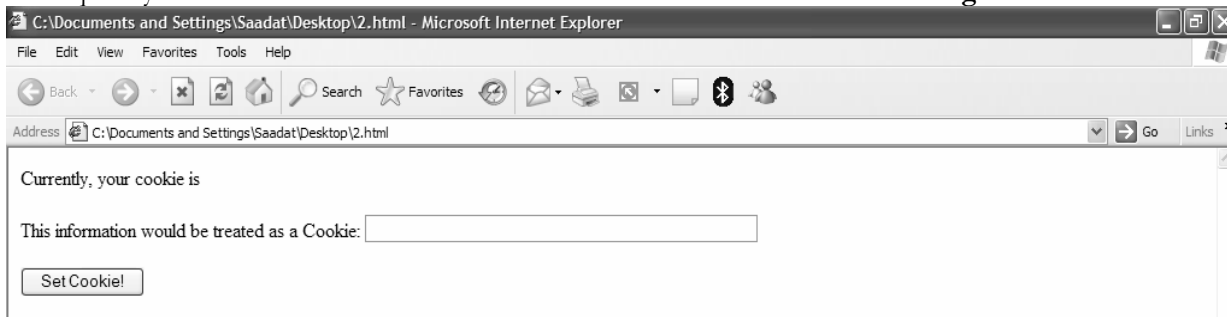 C:\Documents and Settings\Saadat\Desktop\2.html - Microsoft Internet Explorer
File Edit View Favorites Tools Help
Back Search Favorites
Address C:\Documents and Settings\Saadat\Desktop\2.html Go Links
Currently, your cookie is
This information would be treated as a Cookie:
Set Cookie!